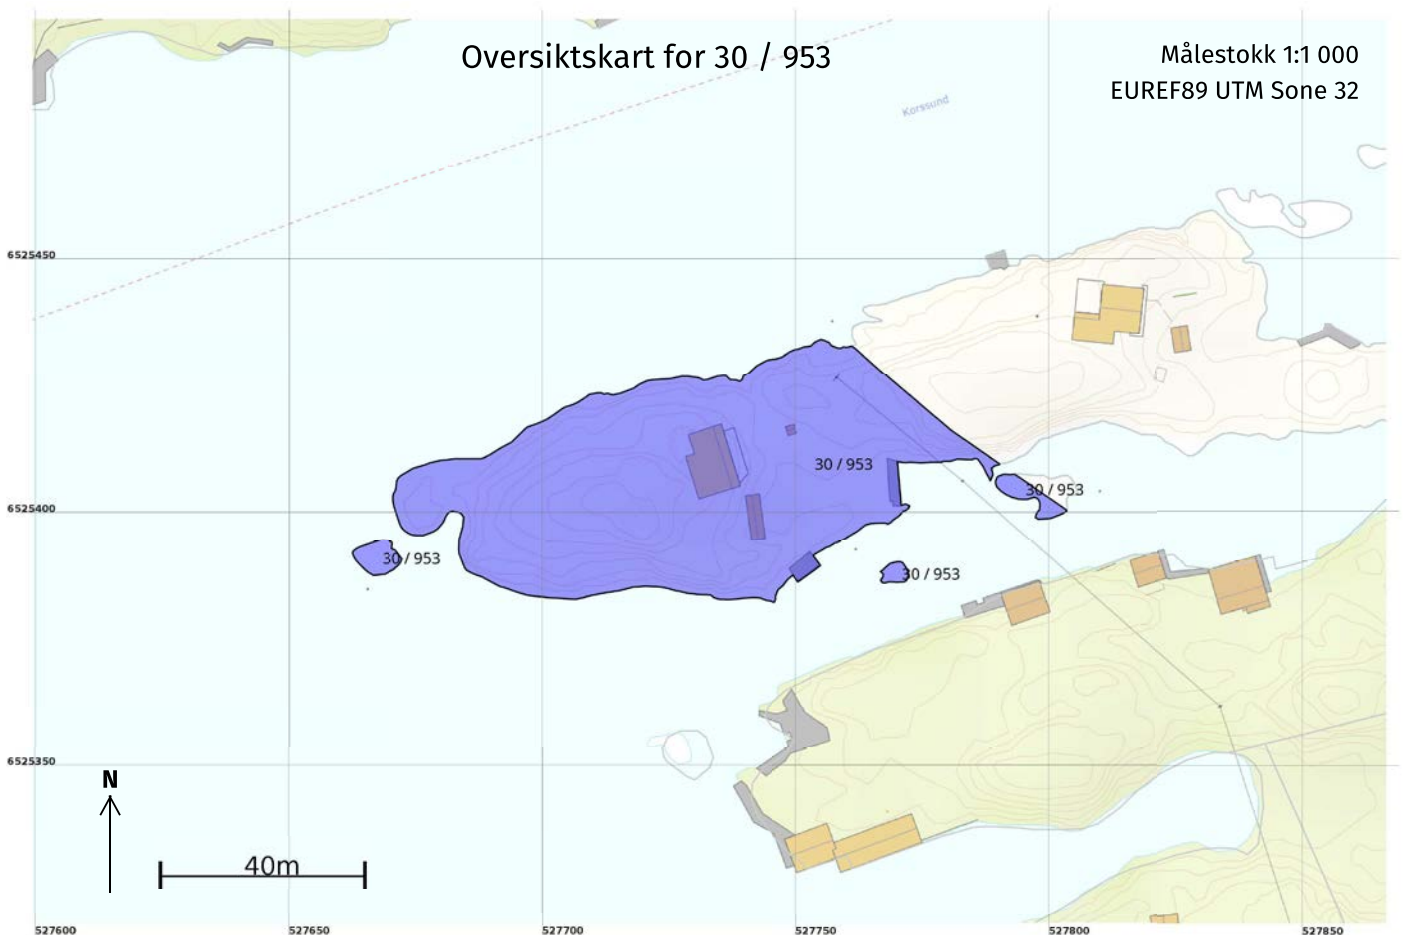 Oversiktskart for 30 / 953
Målestokk 1:1 000
EUREF89 UTM Sone 32
Korssund
6525450
30 / 953
30 / 953
6525400
30 / 953
30 / 953
6525350
N
40m
527600
527650
527700
527750
527800
527850